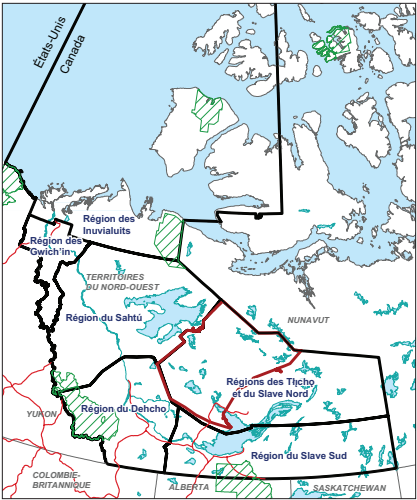 États-Unis
Canada
Région des
Inuvialuits
Région des
Gwich'in
TERRITOIRES
DU NORD-OUEST
NUNAVUT
Région du Sahtú
Régions des Tłı̨chǫ
et du Slave Nord
Région du Dehcho
YUKON
Région du Slave Sud
COLOMBIE-
BRITANNIQUE
ALBERTA
SASKATCHEWAN